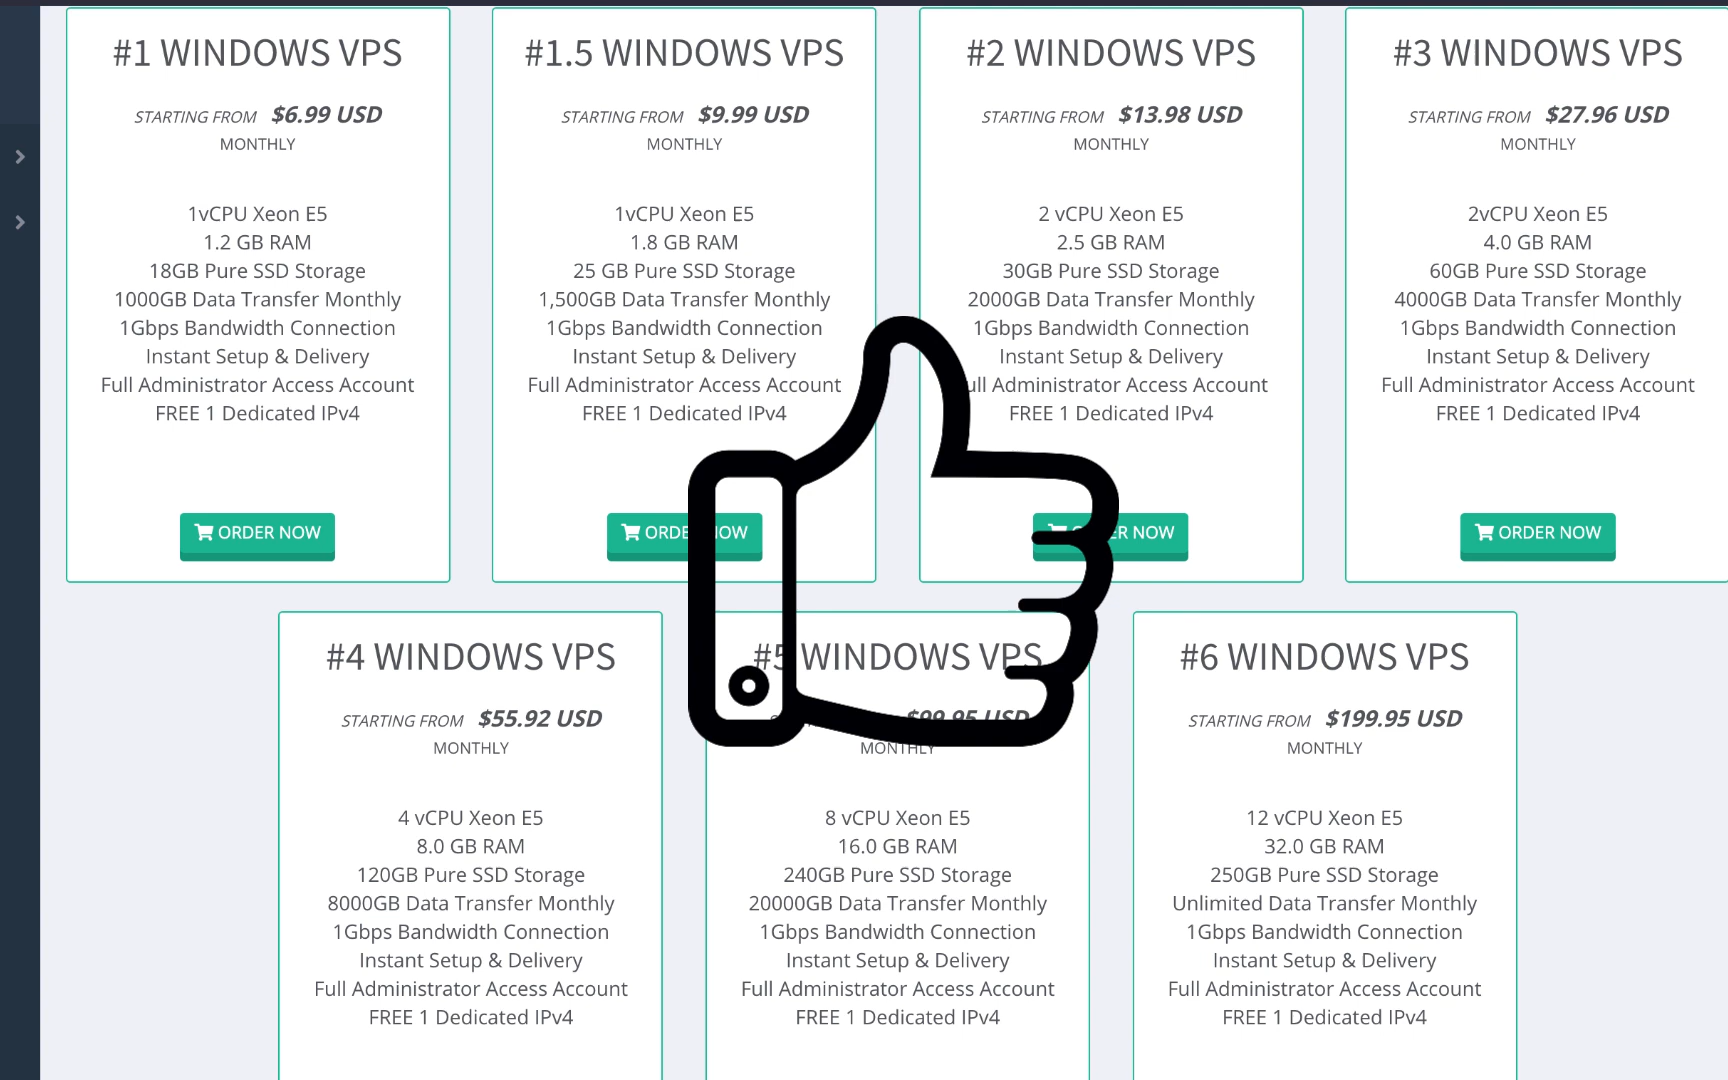 #1 WINDOWS VPS
STARTING FROM $6.99 USD
MONTHLY
1vCPU Xeon E5
1.2 GB RAM
18GB Pure SSD Storage
1000GB Data Transfer Monthly
1Gbps Bandwidth Connection
Instant Setup & Delivery
Full Administrator Access Account
FREE 1 Dedicated IPv4
ORDER NOW
#1.5 WINDOWS VPS
STARTING FROM $9.99 USD
MONTHLY
1vCPU Xeon E5
1.8 GB RAM
25 GB Pure SSD Storage
1,500GB Data Transfer Monthly
1Gbps Bandwidth Connection
Instant Setup & Delivery
Full Administrator Access Account
FREE 1 Dedicated IPv4
ORDER NOW
#2 WINDOWS VPS
STARTING FROM $13.98 USD
MONTHLY
2 vCPU Xeon E5
2.5 GB RAM
30GB Pure SSD Storage
2000GB Data Transfer Monthly
1Gbps Bandwidth Connection
Instant Setup & Delivery
Full Administrator Access Account
FREE 1 Dedicated IPv4
ORDER NOW
#3 WINDOWS VPS
STARTING FROM $27.96 USD
MONTHLY
2vCPU Xeon E5
4.0 GB RAM
60GB Pure SSD Storage
4000GB Data Transfer Monthly
1Gbps Bandwidth Connection
Instant Setup & Delivery
Full Administrator Access Account
FREE 1 Dedicated IPv4
ORDER NOW
#4 WINDOWS VPS
STARTING FROM $55.92 USD
MONTHLY
4 vCPU Xeon E5
8.0 GB RAM
120GB Pure SSD Storage
8000GB Data Transfer Monthly
1Gbps Bandwidth Connection
Instant Setup & Delivery
Full Administrator Access Account
FREE 1 Dedicated IPv4
#5 WINDOWS VPS
$99.95 USD
MONTHLY
8 vCPU Xeon E5
16.0 GB RAM
240GB Pure SSD Storage
20000GB Data Transfer Monthly
1Gbps Bandwidth Connection
Instant Setup & Delivery
Full Administrator Access Account
FREE 1 Dedicated IPv4
#6 WINDOWS VPS
STARTING FROM $199.95 USD
MONTHLY
12 vCPU Xeon E5
32.0 GB RAM
250GB Pure SSD Storage
Unlimited Data Transfer Monthly
1Gbps Bandwidth Connection
Instant Setup & Delivery
Full Administrator Access Account
FREE 1 Dedicated IPv4